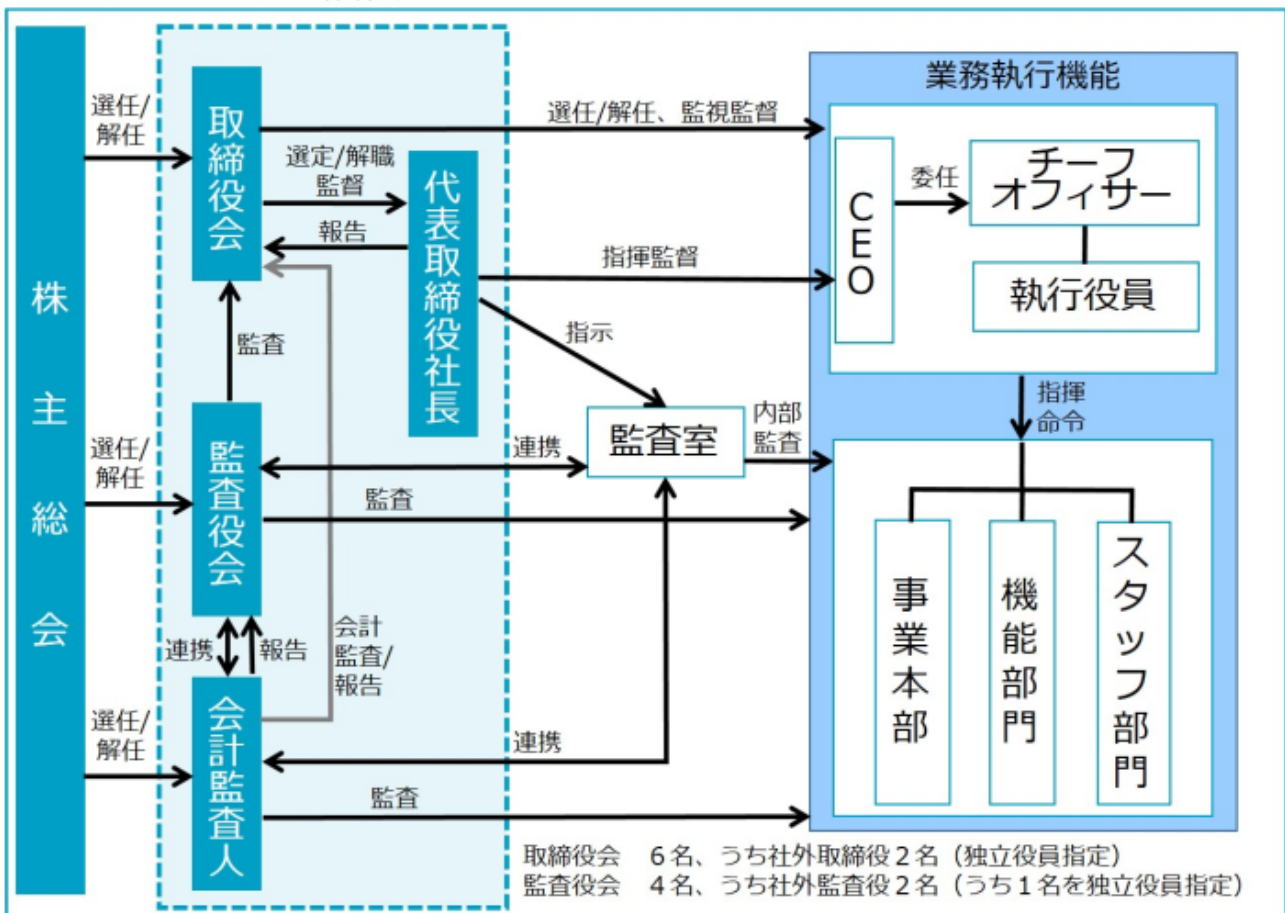 株主総会
選任/
解任
選任/
解任
選任/
解任
取締役会
監査役会
会計監査人
選定/解職
監督
報告
代表取締役社長
監査
連携
報告
会計
監査/
報告
選任/解任、監視監督
指揮監督
指示
連携
監査室
内部
監査
監査
連携
監査
業務執行機能
CEO
委任
チーフ
オフィサー
執行役員
指揮
命令
事業本部
機能部門
スタッフ部門
取締役会 6名、うち社外取締役2名(独立役員指定)
監査役会 4名、うち社外監査役2名(うち1名を独立役員指定)